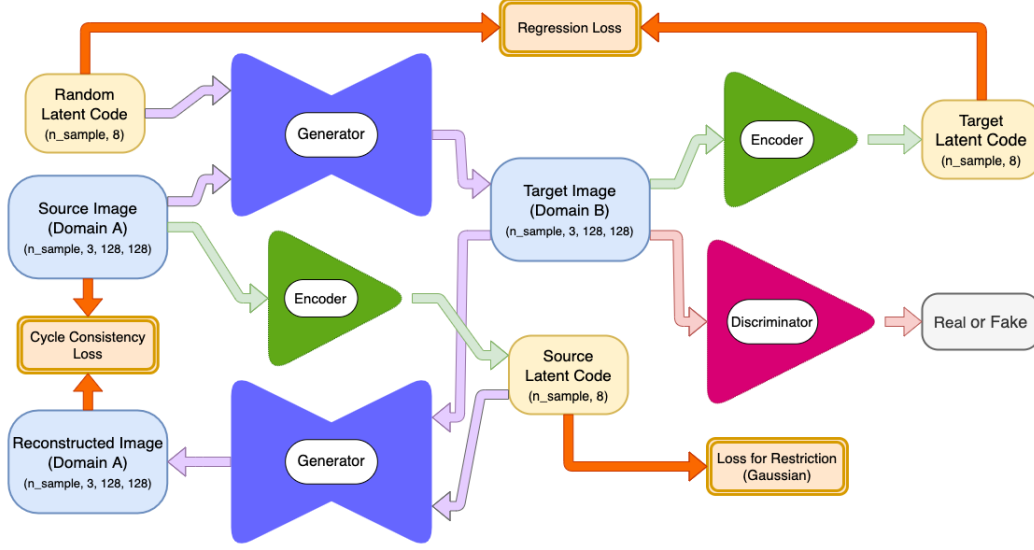 Regression Loss
Random
Latent Code
(n_sample, 8)
Generator
Encoder
Target
Latent Code
(n_sample, 8)
Source Image
(Domain A)
(n_sample, 3, 128, 128)
Target Image
(Domain B)
(n_sample, 3, 128, 128)
Encoder
Discriminator
Real or Fake
Cycle Consistency
Loss
Source
Latent Code
(n_sample, 8)
Reconstructed Image
(Domain A)
(n_sample, 3, 128, 128)
Generator
Loss for Restriction
(Gaussian)